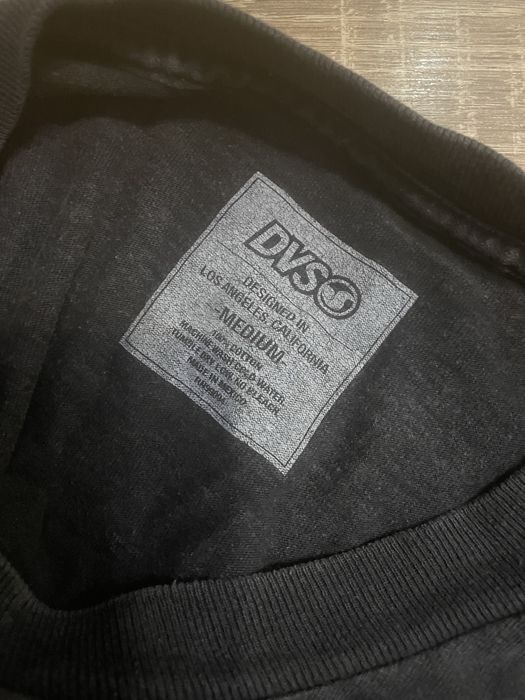 DVS
DESIGNED IN
LOS ANGELES, CALIFORNIA
-MEDIUM-
100% COTTON
MACHINE WASH COLD WATER.
TUMBLE DRY LOW. NO BLEACH.
MADE IN MEXICO